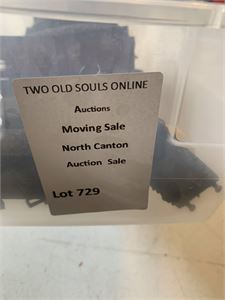 TWO OLD SOULS ONLINE
Auctions
Moving Sale
North Canton
Auction Sale
Lot 729